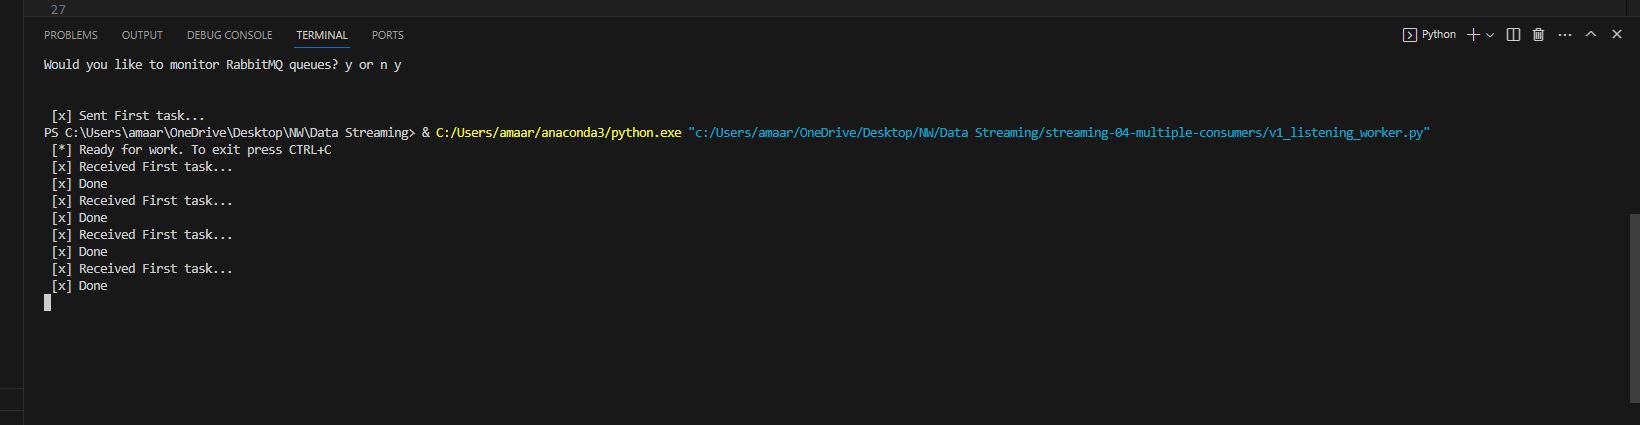 27
PROBLEMS OUTPUT DEBUG CONSOLE TERMINAL PORTS Python
Would you like to monitor RabbitMQ queues? y or n y
[x] Sent First task...
PS C:\Users\amaar\OneDrive\Desktop\NW\Data Streaming> & C:/Users/amaar/anaconda3/python.exe "c:/Users/amaar/OneDrive/Desktop/NW/Data Streaming/streaming-04-multiple-consumers/v1_listening_worker.py"
[*] Ready for work. To exit press CTRL+C
[x] Received First task...
[x] Done
[x] Received First task...
[x] Done
[x] Received First task...
[x] Done
[x] Received First task...
[x] Done